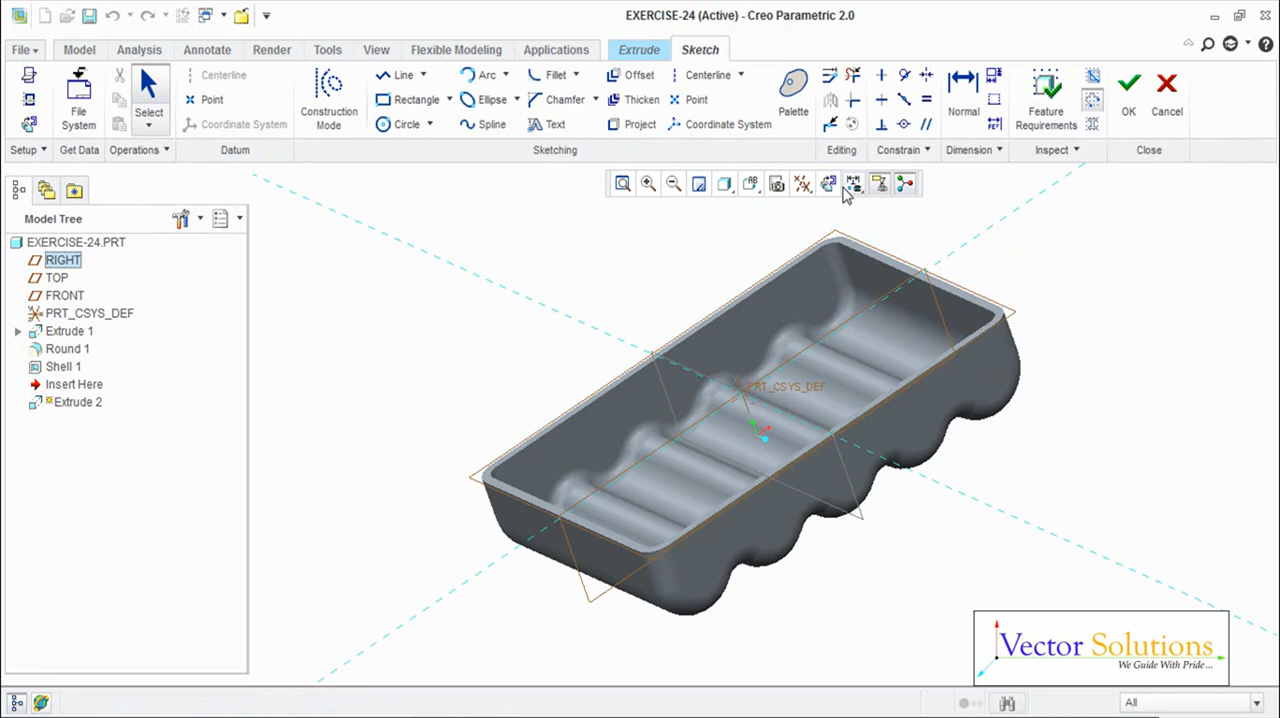 EXERCISE-24 (Active) - Creo Parametric 2.0
File Model Analysis Annotate Render Tools View Flexible Modeling Applications Extrude Sketch
Centerline Line Arc Fillet Offset Centerline
File System Select Point Construction Mode Rectangle Ellipse Chamfer Thicken Point Palette Normal Feature Requirements OK Cancel
Coordinate System Circle Spline Text Project Coordinate System
Setup Get Data Operations Datum Sketching Editing Constrain Dimension Inspect Close
Model Tree
EXERCISE-24.PRT
RIGHT
TOP
FRONT
PRT_CSYS_DEF
Extrude 1
Round 1
Shell 1
Insert Here
Extrude 2
PRT_CSYS_DEF
Vector Solutions
We Guide With Pride...
All